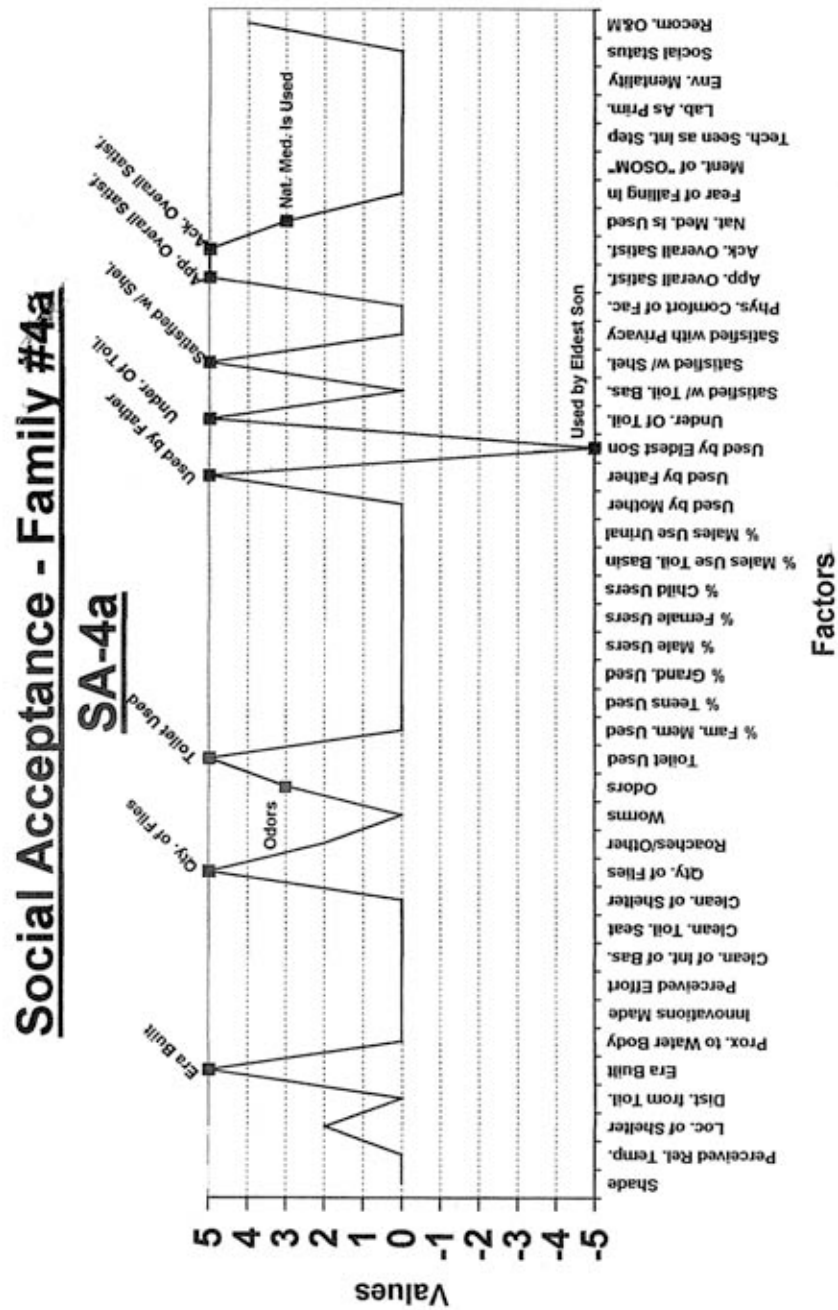 Social Acceptance - Family #4a
SA-4a
Values
5
4
3
2
1
0
-1
-2
-3
-4
-5
Era Built
Qty. of Flies
Odors
Toilet Used
Used by Father
Used by Eldest Son
Under. Of Toil.
Satisfied w/ Shel.
App. Overall Satisf.
Ack. Overall Satisf.
Nat. Med. Is Used
Shade
Perceived Rel. Temp.
Loc. of Shelter
Dist. from Toil.
Era Built
Prox. to Water Body
Innovations Made
Perceived Effort
Clean. of Int. of Bas.
Clean. Toil. Seat
Clean. of Shelter
Qty. of Flies
Roaches/Other
Worms
Odors
Toilet Used
% Fam. Mem. Used
% Teens Used
% Grand. Used
% Male Users
% Female Users
% Child Users
% Males Use Toil. Basin
% Males Use Urinal
Used by Mother
Used by Father
Used by Eldest Son
Under. Of Toil.
Satisfied w/ Toil. Bas.
Satisfied w/ Shel.
Satisfied with Privacy
Phys. Comfort of Fac.
App. Overall Satisf.
Ack. Overall Satisf.
Nat. Med. Is Used
Fear of Falling In
Ment. of "OSOM"
Tech. Seen as Int. Step
Lab. As Prim.
Env. Mentality
Social Status
Recom. O&M
Factors